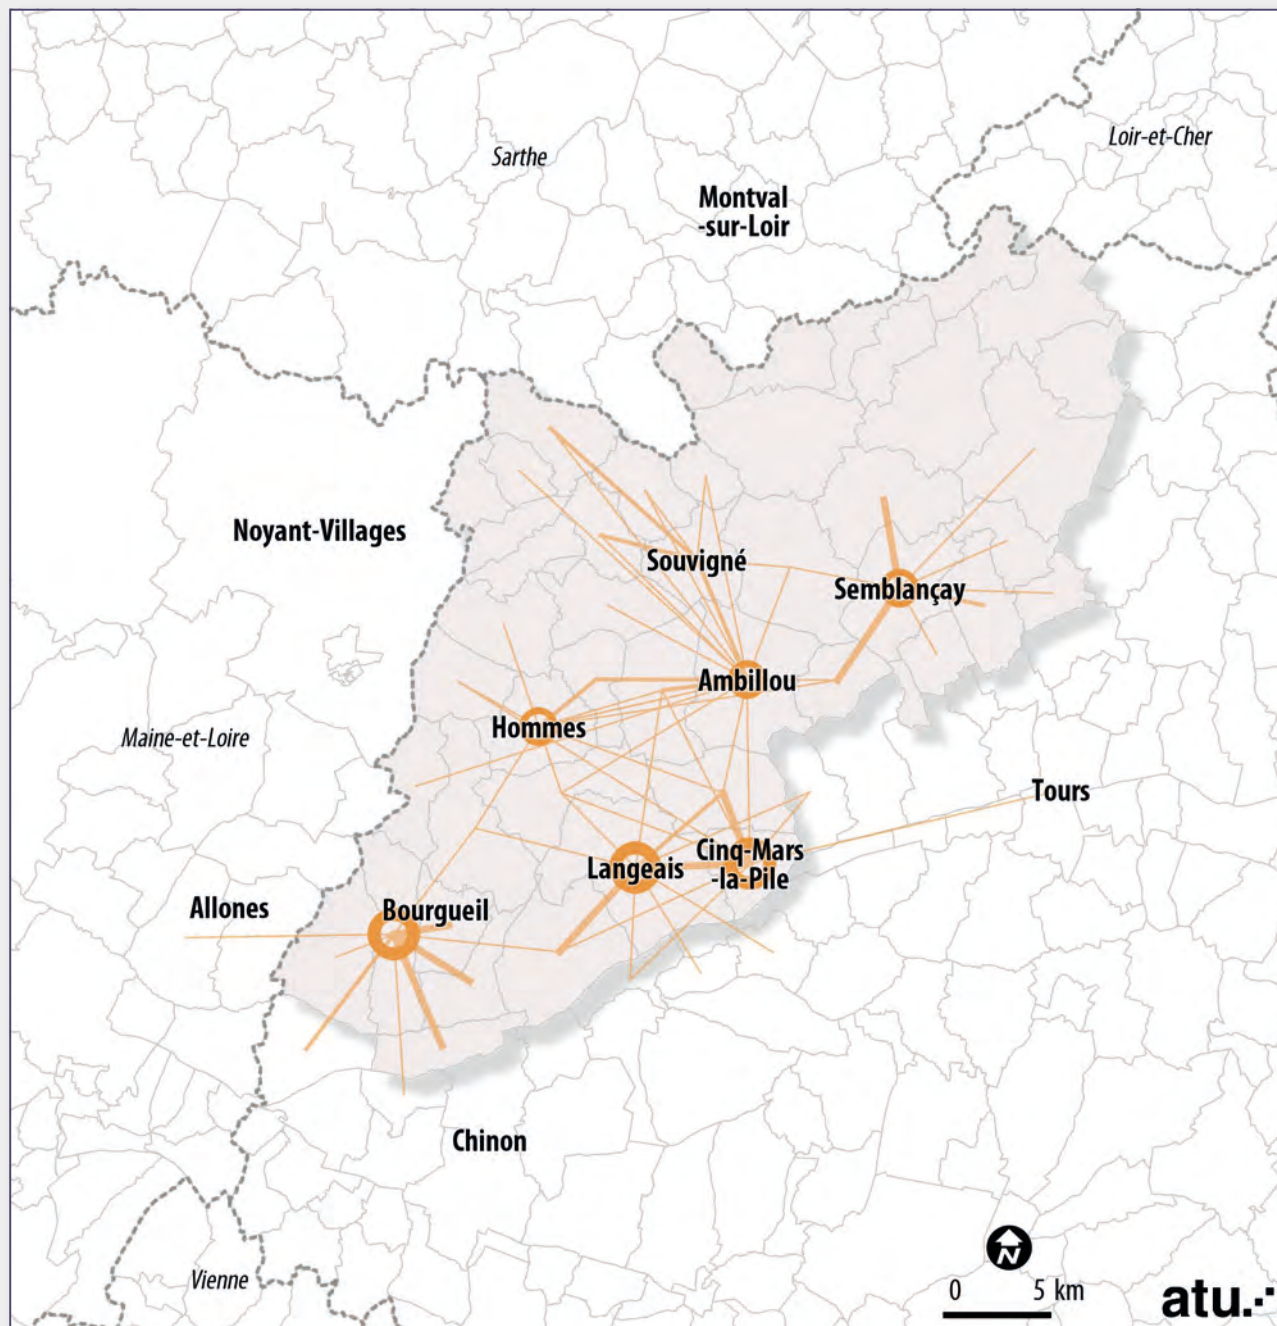 Loir-et-Cher
Sarthe
Montval
-sur-Loir
Noyant-Villages
Souvigné
Semblançay
Ambillou
Hommes
Maine-et-Loire
Tours
Cinq-Mars
-la-Pile
Langeais
Allones
Bourgueil
Chinon
N
Vienne
0 5 km
atu.